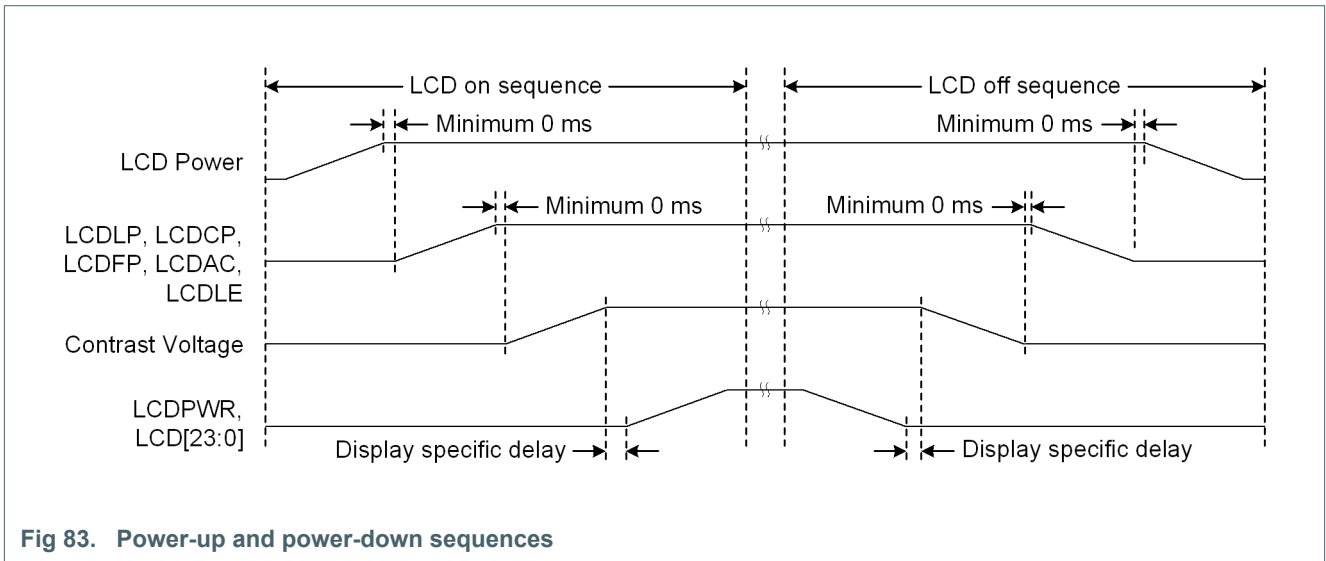 LCD on sequence
LCD off sequence
Minimum 0 ms
Minimum 0 ms
LCD Power
Minimum 0 ms
Minimum 0 ms
LCDLP, LCDCP,
LCDFP, LCDAC,
LCDLE
Contrast Voltage
LCDPWR,
LCD[23:0]
Display specific delay
Display specific delay
Fig 83. Power-up and power-down sequences